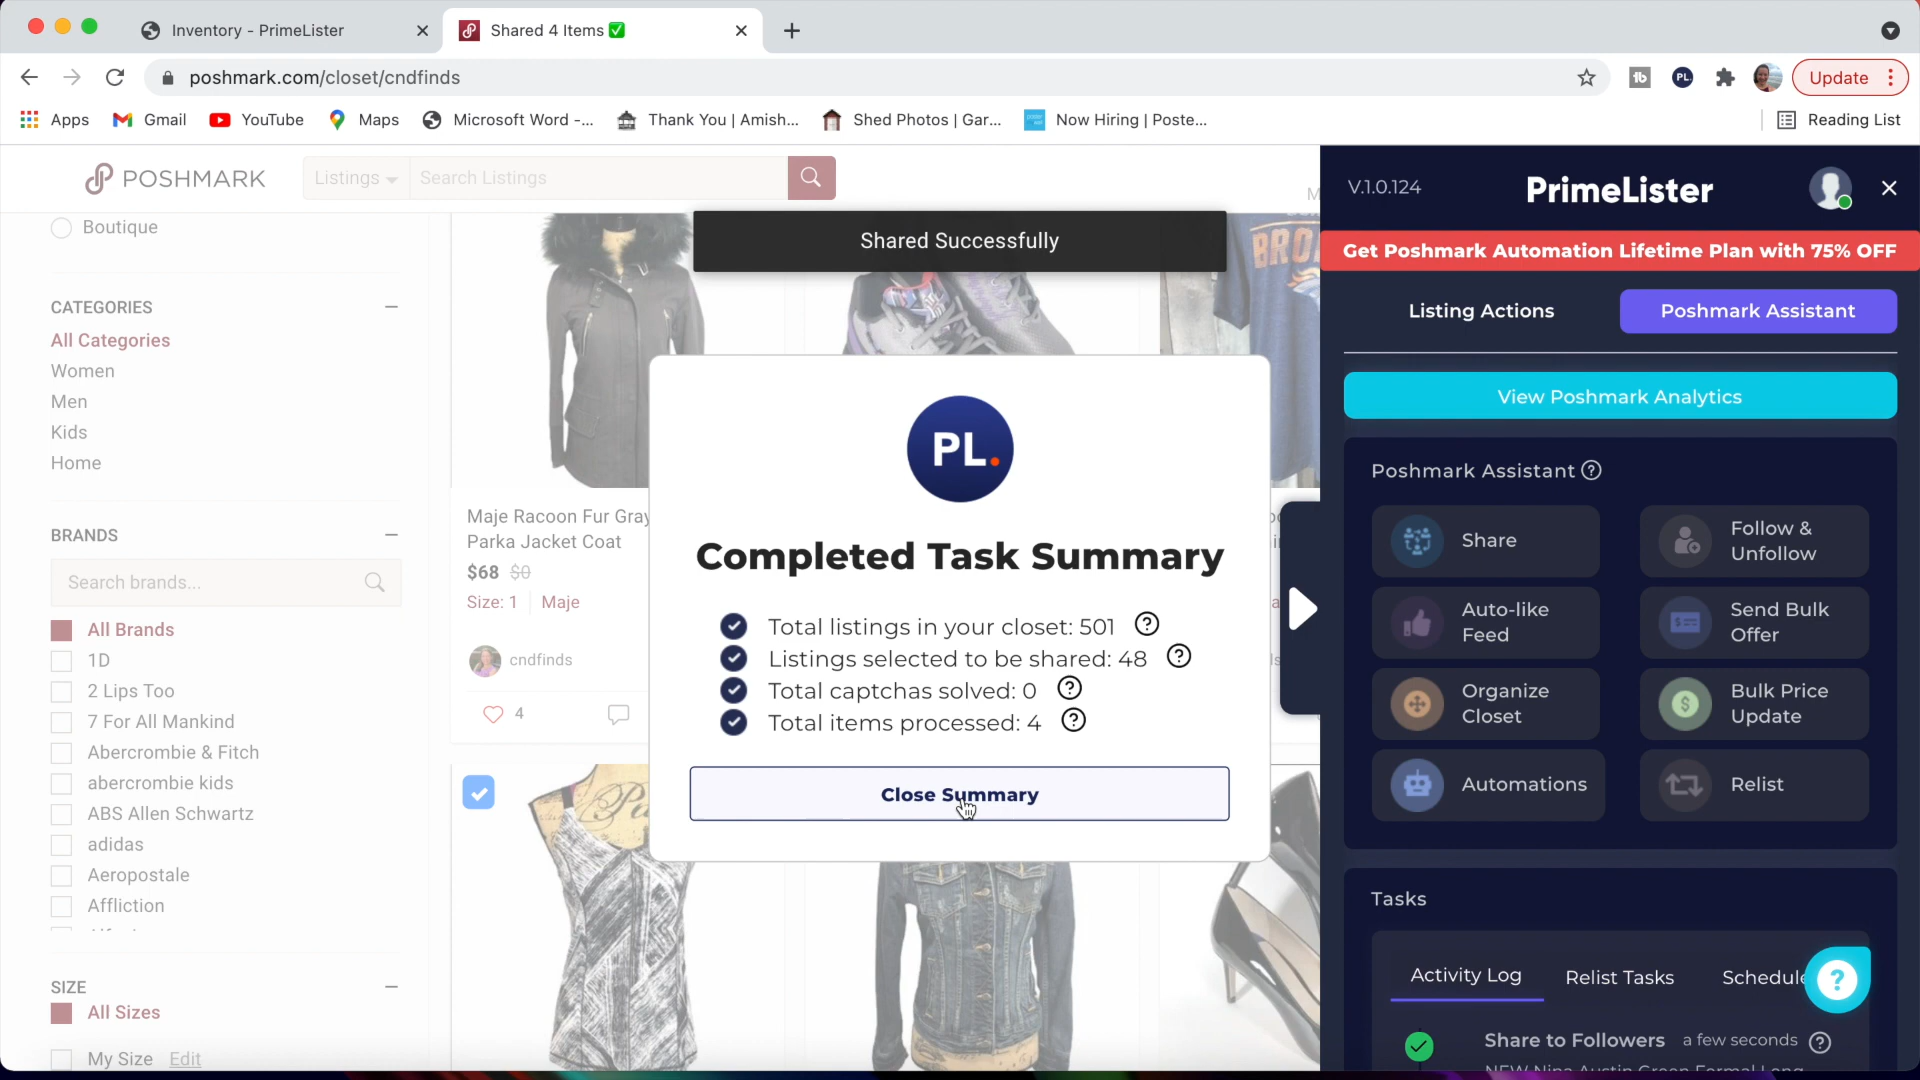 Inventory - PrimeLister
Shared 4 Items ✅
poshmark.com/closet/cndfinds
Update
Apps
Gmail
YouTube
Maps
Microsoft Word -...
Thank You | Amish...
Shed Photos | Gar...
Now Hiring | Poste...
Reading List
POSHMARK
Listings
Search Listings
Boutique
CATEGORIES
All Categories
Women
Men
Kids
Home
BRANDS
Search brands...
All Brands
1D
2 Lips Too
7 For All Mankind
Abercrombie & Fitch
abercrombie kids
ABS Allen Schwartz
adidas
Aeropostale
Affliction
SIZE
All Sizes
My Size Edit
Maje Racoon Fur Gray
Parka Jacket Coat
$68 $0
Size: 1 Maje
cndfinds
4
Shared Successfully
PL.
Completed Task Summary
Total listings in your closet: 501
Listings selected to be shared: 48
Total captchas solved: 0
Total items processed: 4
Close Summary
V.1.0.124
PrimeLister
Get Poshmark Automation Lifetime Plan with 75% OFF
Listing Actions
Poshmark Assistant
View Poshmark Analytics
Poshmark Assistant
Share
Follow &
Unfollow
Auto-like
Feed
Send Bulk
Offer
Organize
Closet
Bulk Price
Update
Automations
Relist
Tasks
Activity Log
Relist Tasks
Schedule
Share to Followers a few seconds
NEW Nina Austin Green Formal Long